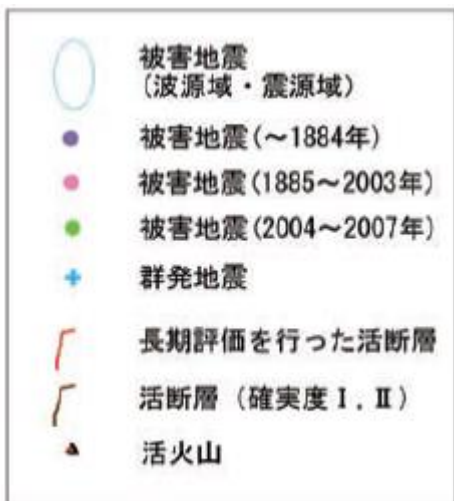 被害地震
(波源域・震源域)
被害地震(～1884年)
被害地震(1885～2003年)
被害地震(2004～2007年)
群発地震
長期評価を行った活断層
活断層（確実度Ⅰ,Ⅱ)
活火山